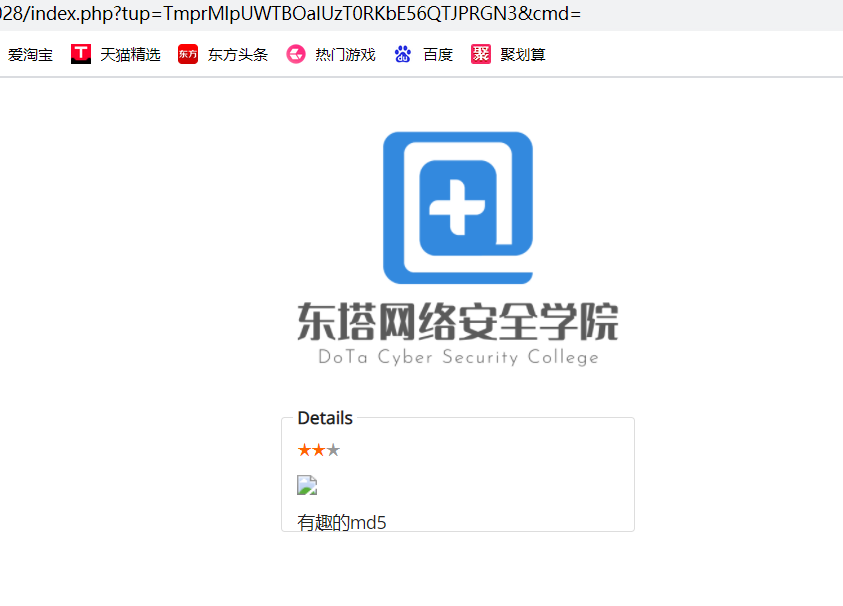 028/index.php?tup=TmprMlpUWTBOalUzT0RKbE56QTJPRGN3&cmd=
爱淘宝 天猫精选 东方 东方头条 热门游戏 du 百度 聚 聚划算
东塔网络安全学院
DoTa Cyber Security College
Details
有趣的md5